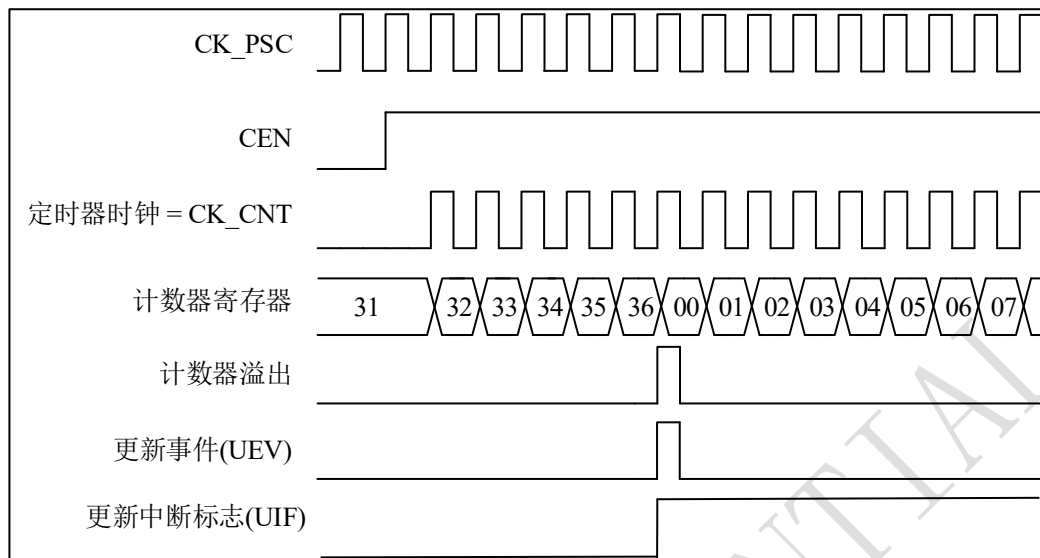 CK_PSC
CEN
定时器时钟 = CK_CNT
计数器寄存器 31 32 33 34 35 36 00 01 02 03 04 05 06 07
计数器溢出
更新事件(UEV)
更新中断标志(UIF)
NTIAL